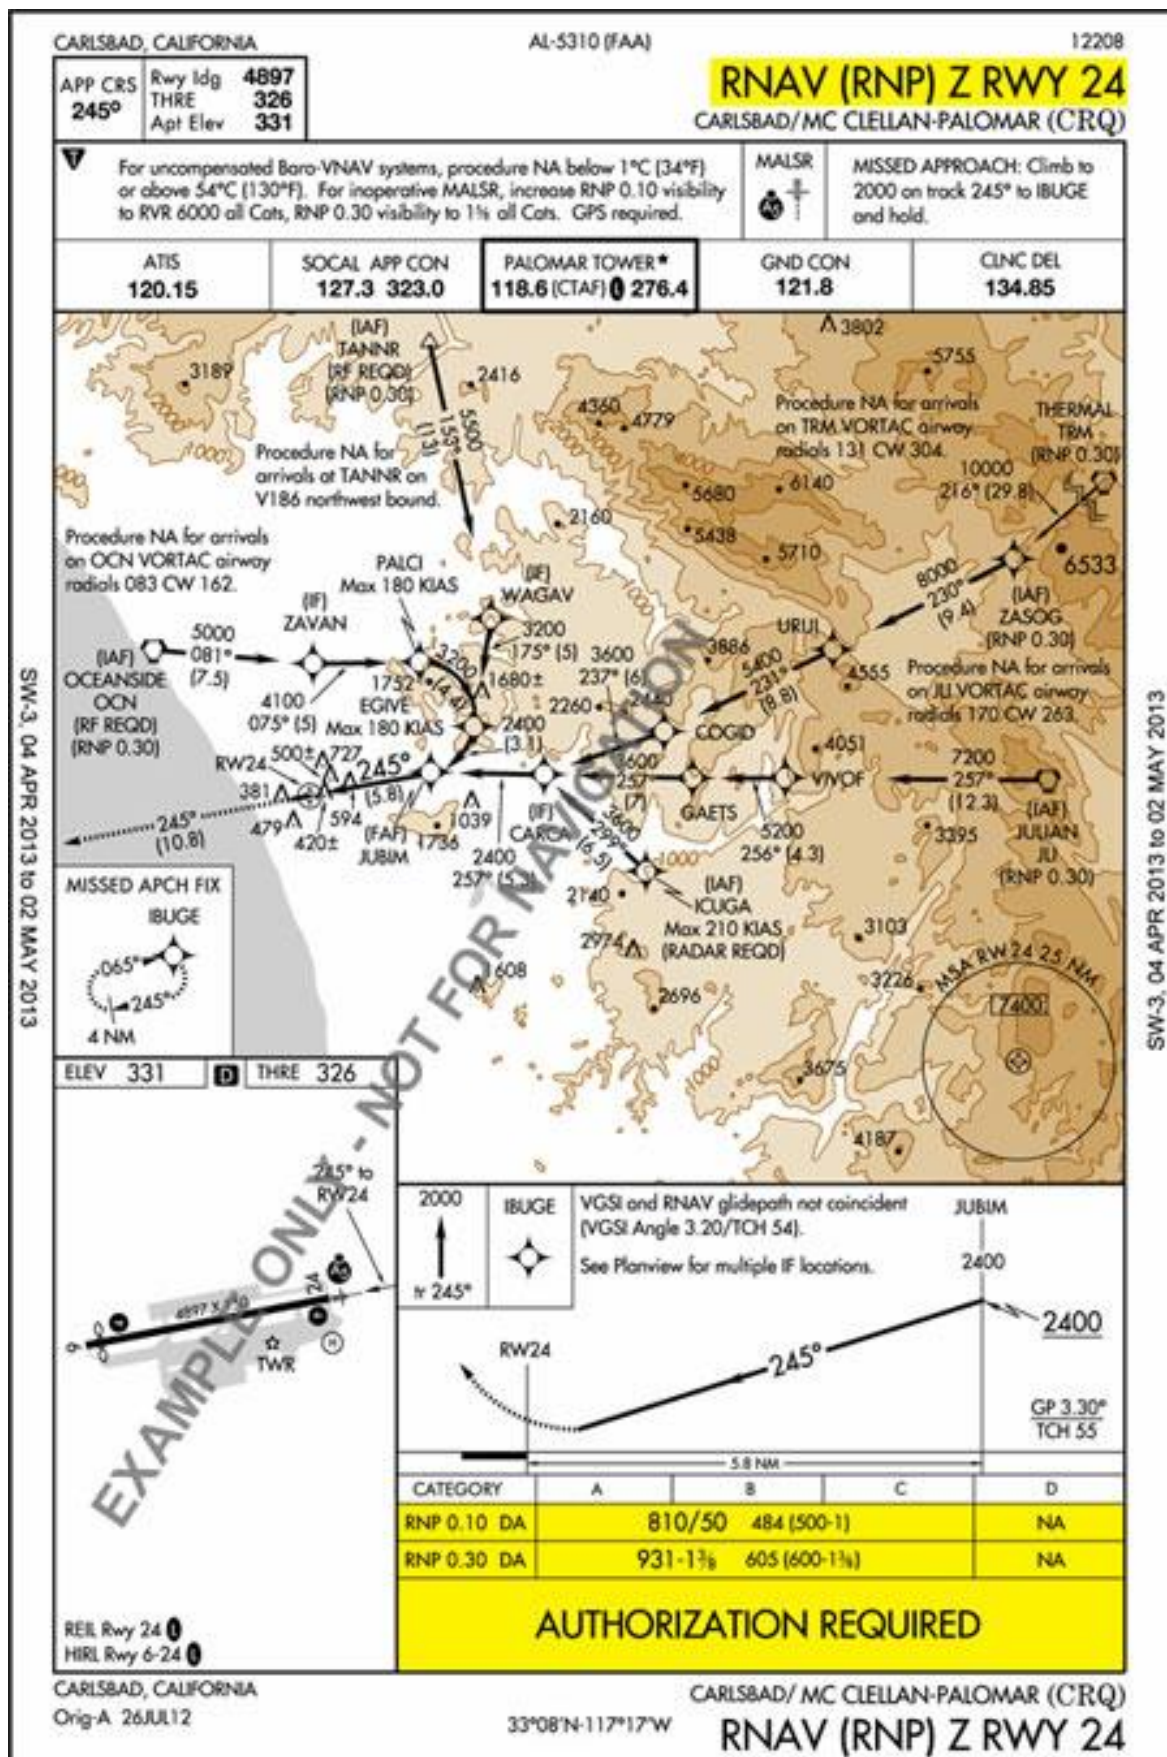 CARLSBAD, CALIFORNIA
AL-5310 (FAA)
12208
APP CRS
245°
Rwy ldg 4897
THRE 326
Apt Elev 331
RNAV (RNP) Z RWY 24
CARLSBAD/MC CLELLAN-PALOMAR (CRQ)
T
For uncompensated Baro-VNAV systems, procedure NA below 1°C (34°F)
or above 54°C (130°F). For inoperative MALSR, increase RNP 0.10 visibility
to RVR 6000 all Cats, RNP 0.30 visibility to 1⅝ all Cats. GPS required.
MALSR
MISSED APPROACH: Climb to
2000 on track 245° to IBUGE
and hold.
ATIS
120.15
SOCAL APP CON
127.3 323.0
PALOMAR TOWER*
118.6 (CTAF) L 276.4
GND CON
121.8
CLNC DEL
134.85
(IAF)
TANNR
(RF REQD)
(RNP 0.30)
5500
153°
(13)
3189
2416
4360
4779
3802
5755
Procedure NA for
arrivals at TANNR on
V186 northwest bound.
Procedure NA for arrivals
on TRM VORTAC airway
radials 131 CW 304.
THERMAL
TRM
(RNP 0.30)
10000
216° (29.8)
5680
6140
5438
5710
2160
6533
Procedure NA for arrivals
on OCN VORTAC airway
radials 083 CW 162.
PALCI
Max 180 KIAS
(IF)
WAGAV
3200
175° (5)
(IF)
ZAVAN
5000
081°
(7.5)
(IAF)
OCEANSIDE
OCN
(RF REQD)
(RNP 0.30)
4100
075° (5)
3200
(4.4)
1752
1680±
EGIVE
Max 180 KIAS
2400
(3.1)
3600
237° (6)
2260
2440
3886
5400
231°
(8.8)
URUJI
4555
8000
230°
(9.4)
(IAF)
ZASOG
(RNP 0.30)
Procedure NA for arrivals
on JLI VORTAC airway
radials 170 CW 263.
COGID
4051
VIVOF
7200
257°
(12.3)
(IAF)
JULIAN
JLI
(RNP 0.30)
3600
257
(7)
GAETS
5200
256° (4.3)
3395
RW24
500±
727
381
479
420±
594
245°
(5.8)
(FAF)
JUBIM
1736
1039
(IF)
CARCA
2400
3600
299°
(6.5)
1000
(IAF)
ICUGA
Max 210 KIAS
(RADAR REQD)
2140
2974
2696
1608
3103
3226
3675
4187
1000
245°
(10.8)
MISSED APCH FIX
IBUGE
065°
245°
4 NM
MSA RW24 25 NM
7400
SW-3, 04 APR 2013 to 02 MAY 2013
SW-3, 04 APR 2013 to 02 MAY 2013
EXAMPLE ONLY - NOT FOR NAVIGATION
ELEV 331
D
THRE 326
245° to
RW24
24
6
TWR
H
REIL Rwy 24 L
HIRL Rwy 6-24 L
2000
tr 245°
IBUGE
VGSI and RNAV glidepath not coincident
(VGSI Angle 3.20/TCH 54).
See Planview for multiple IF locations.
JUBIM
2400
2400
245°
RW24
GP 3.30°
TCH 55
5.8 NM
CATEGORY A B C D
RNP 0.10 DA 810/50 484 (500-1) NA
RNP 0.30 DA 931-1⅜ 605 (600-1⅜) NA
AUTHORIZATION REQUIRED
CARLSBAD, CALIFORNIA
Orig-A 26JUL12
33°08'N-117°17'W
CARLSBAD/ MC CLELLAN-PALOMAR (CRQ)
RNAV (RNP) Z RWY 24